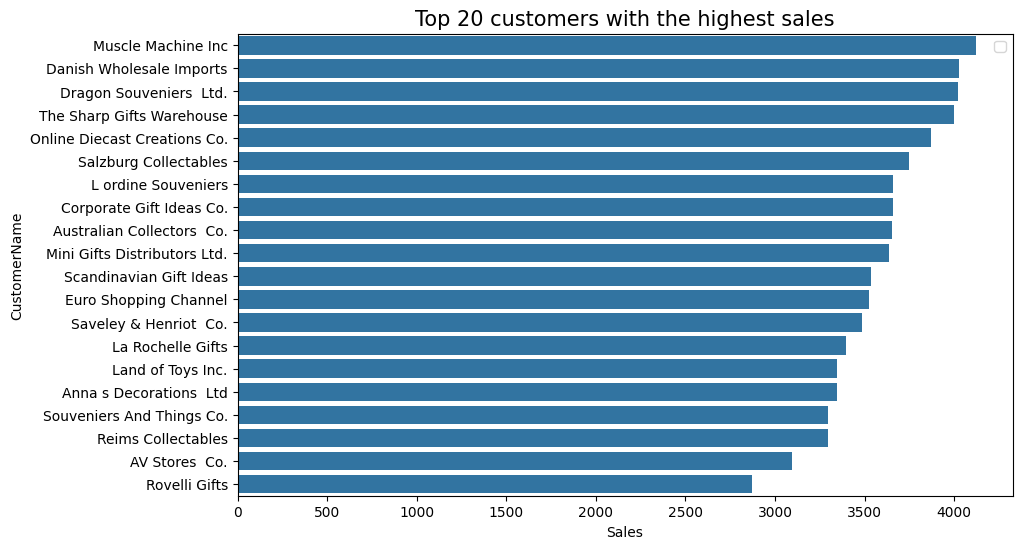 Top 20 customers with the highest sales
Muscle Machine Inc
Danish Wholesale Imports
Dragon Souveniers  Ltd.
The Sharp Gifts Warehouse
Online Diecast Creations Co.
Salzburg Collectables
L ordine Souveniers
Corporate Gift Ideas Co.
Australian Collectors  Co.
Mini Gifts Distributors Ltd.
Scandinavian Gift Ideas
Euro Shopping Channel
Saveley & Henriot  Co.
La Rochelle Gifts
Land of Toys Inc.
Anna s Decorations  Ltd
Souveniers And Things Co.
Reims Collectables
AV Stores  Co.
Rovelli Gifts
CustomerName
0 500 1000 1500 2000 2500 3000 3500 4000
Sales